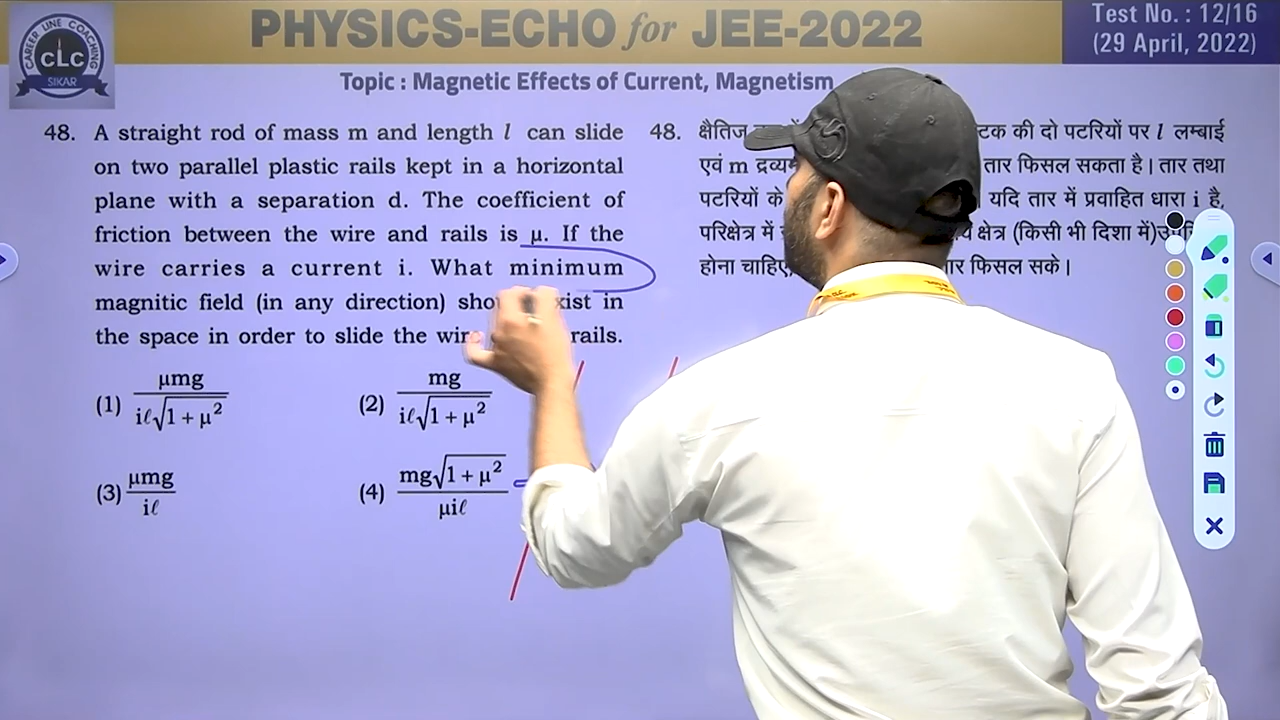 CAREER LINE COACHING
CLC
SIKAR
PHYSICS-ECHO for JEE-2022
Test No. : 12/16
(29 April, 2022)
Topic : Magnetic Effects of Current, Magnetism
48. A straight rod of mass m and length l can slide
on two parallel plastic rails kept in a horizontal
plane with a separation d. The coefficient of
friction between the wire and rails is μ. If the
wire carries a current i. What minimum
magnitic field (in any direction) in
the space in order to slide the rails.
(1) μmg / iℓ√1 + μ²
(2) mg / iℓ√1 + μ²
(3) μmg / iℓ
(4) mg√1 + μ² / μiℓ
48. क्षैतिज की दो पटरियों पर l लम्बाई
एवं m तार फिसल सकता है। तार तथा
पटरियों के यदि तार में प्रवाहित धारा i है,
परिक्षेत्र में क्षेत्र (किसी भी दिशा में)
होना चाहिए, फिसल सके।